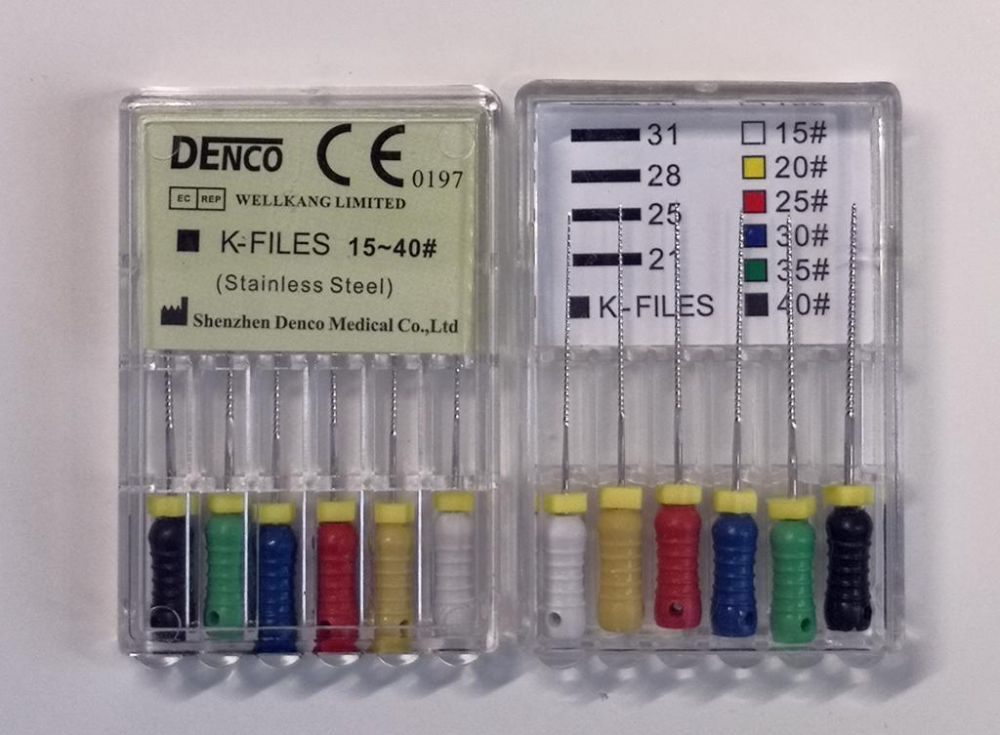 DENCO CE 0197
EC REP WELLKANG LIMITED
K-FILES 15~40#
(Stainless Steel)
Shenzhen Denco Medical Co.,Ltd
31 15#
28 20#
25 25#
21 30#
35#
K-FILES 40#